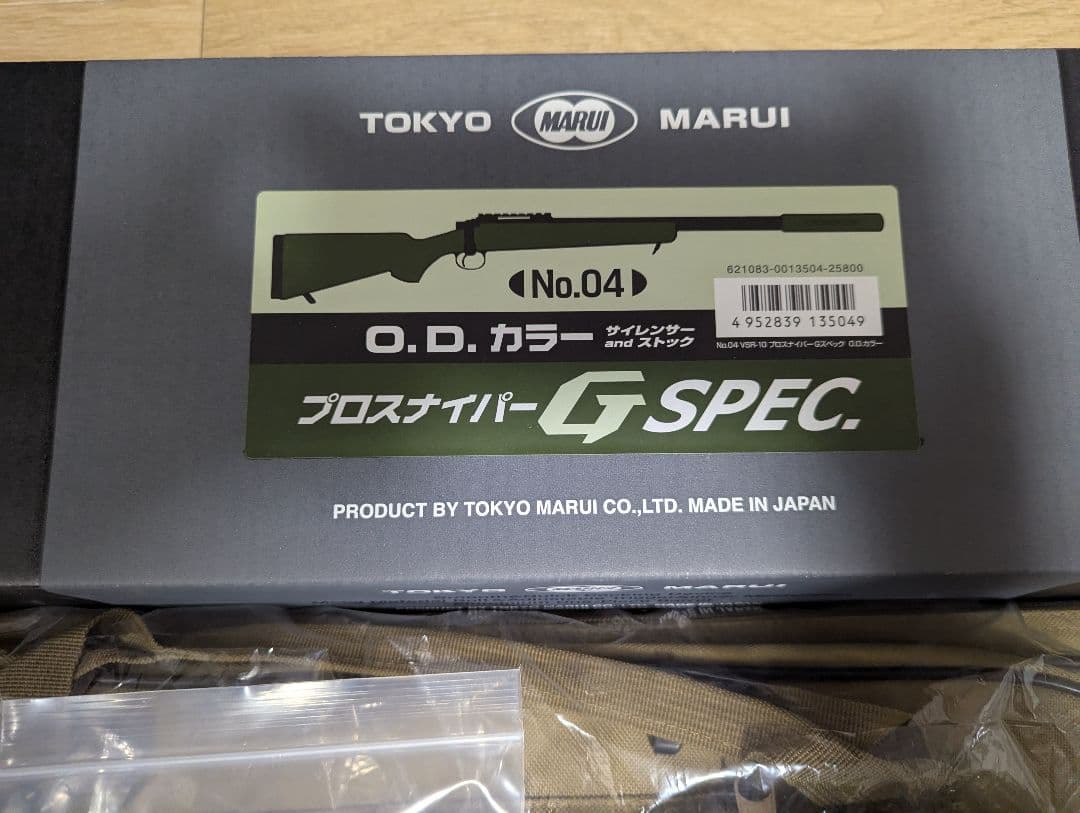 TOKYO MARUI MARUI
No.04
621083-0013504-25800
4 952839 135049
No.04 VSR-10 プロスナイパーGスペック O.D.カラー
O.D.カラー サイレンサー and ストック
プロスナイパー G SPEC.
PRODUCT BY TOKYO MARUI CO.,LTD. MADE IN JAPAN
TOKYO MARUI MARUI